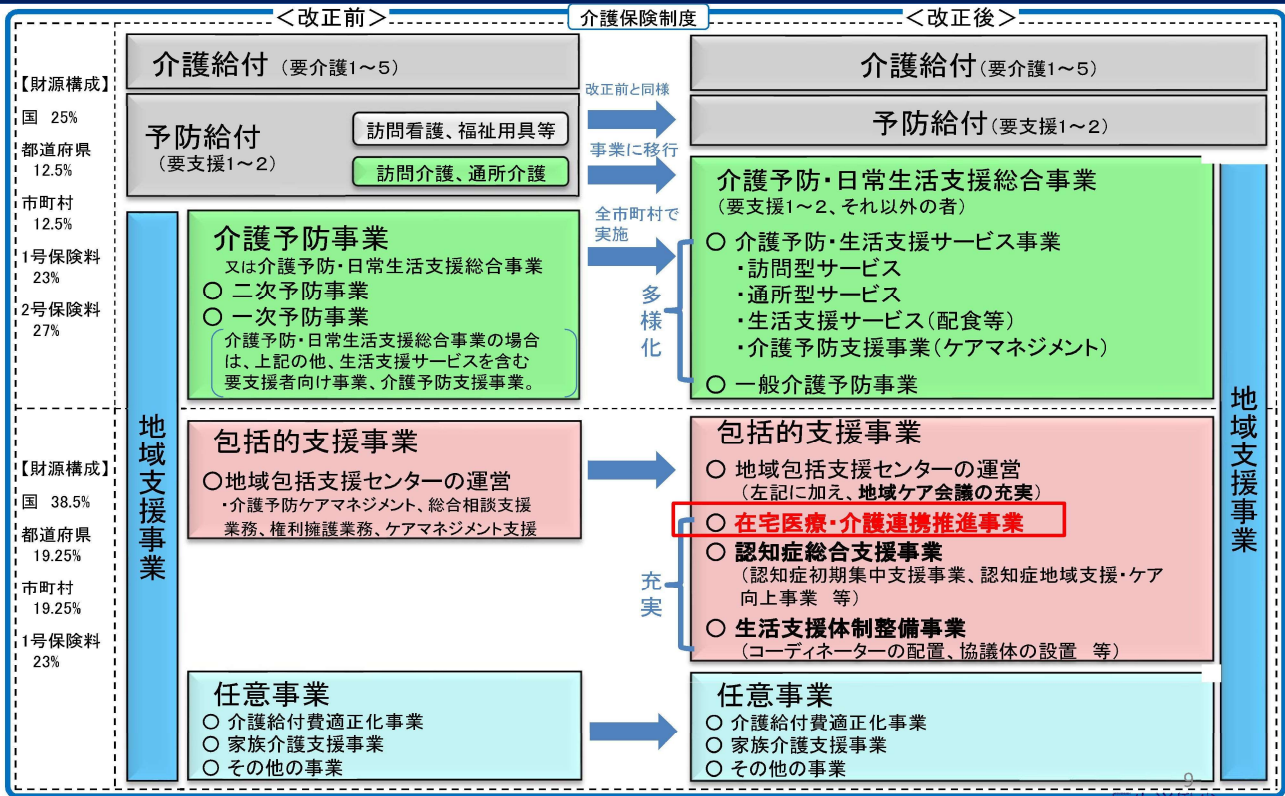 ＜改正前＞
介護保険制度
＜改正後＞
【財源構成】
国 25%
都道府県
12.5%
市町村
12.5%
1号保険料
23%
2号保険料
27%
介護給付（要介護1～5）
予防給付
（要支援1～2）
訪問看護、福祉用具等
訪問介護、通所介護
改正前と同様
事業に移行
全市町村で
実施
多様化
介護給付（要介護1～5）
予防給付（要支援1～2）
介護予防事業
又は介護予防・日常生活支援総合事業
○ 二次予防事業
○ 一次予防事業
介護予防・日常生活支援総合事業の場合
は、上記の他、生活支援サービスを含む
要支援者向け事業、介護予防支援事業。
介護予防・日常生活支援総合事業
（要支援1～2、それ以外の者）
○ 介護予防・生活支援サービス事業
・訪問型サービス
・通所型サービス
・生活支援サービス（配食等）
・介護予防支援事業（ケアマネジメント）
○ 一般介護予防事業
【財源構成】
国 38.5%
都道府県
19.25%
市町村
19.25%
1号保険料
23%
地域支援事業
包括的支援事業
○地域包括支援センターの運営
・介護予防ケアマネジメント、総合相談支援
業務、権利擁護業務、ケアマネジメント支援
充実
包括的支援事業
○ 地域包括支援センターの運営
（左記に加え、地域ケア会議の充実）
○ 在宅医療・介護連携推進事業
○ 認知症総合支援事業
（認知症初期集中支援事業、認知症地域支援・ケア
向上事業 等）
○ 生活支援体制整備事業
（コーディネーターの配置、協議体の設置 等）
地域支援事業
任意事業
○ 介護給付費適正化事業
○ 家族介護支援事業
○ その他の事業
任意事業
○ 介護給付費適正化事業
○ 家族介護支援事業
○ その他の事業
9